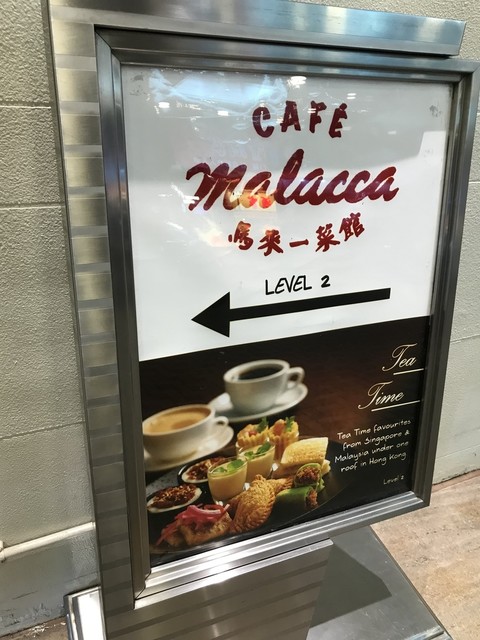 CAFÉ
Malacca
馬來一菜館
LEVEL 2
Tea
Time
Tea Time favourites
from Singapore &
Malaysia under one
roof in Hong Kong
Level 2